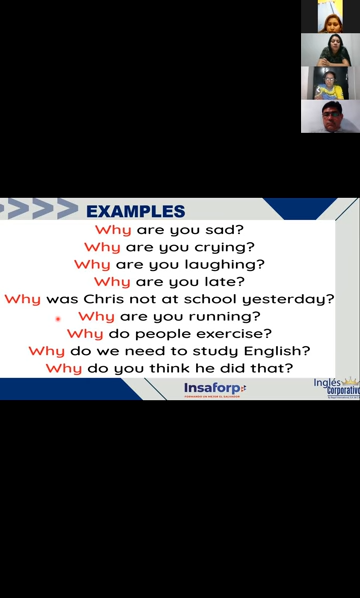 EXAMPLES
Why are you sad?
Why are you crying?
Why are you laughing?
Why are you late?
Why was Chris not at school yesterday?
Why are you running?
Why do people exercise?
Why do we need to study English?
Why do you think he did that?
Insaforp
Inglés
Corporativo